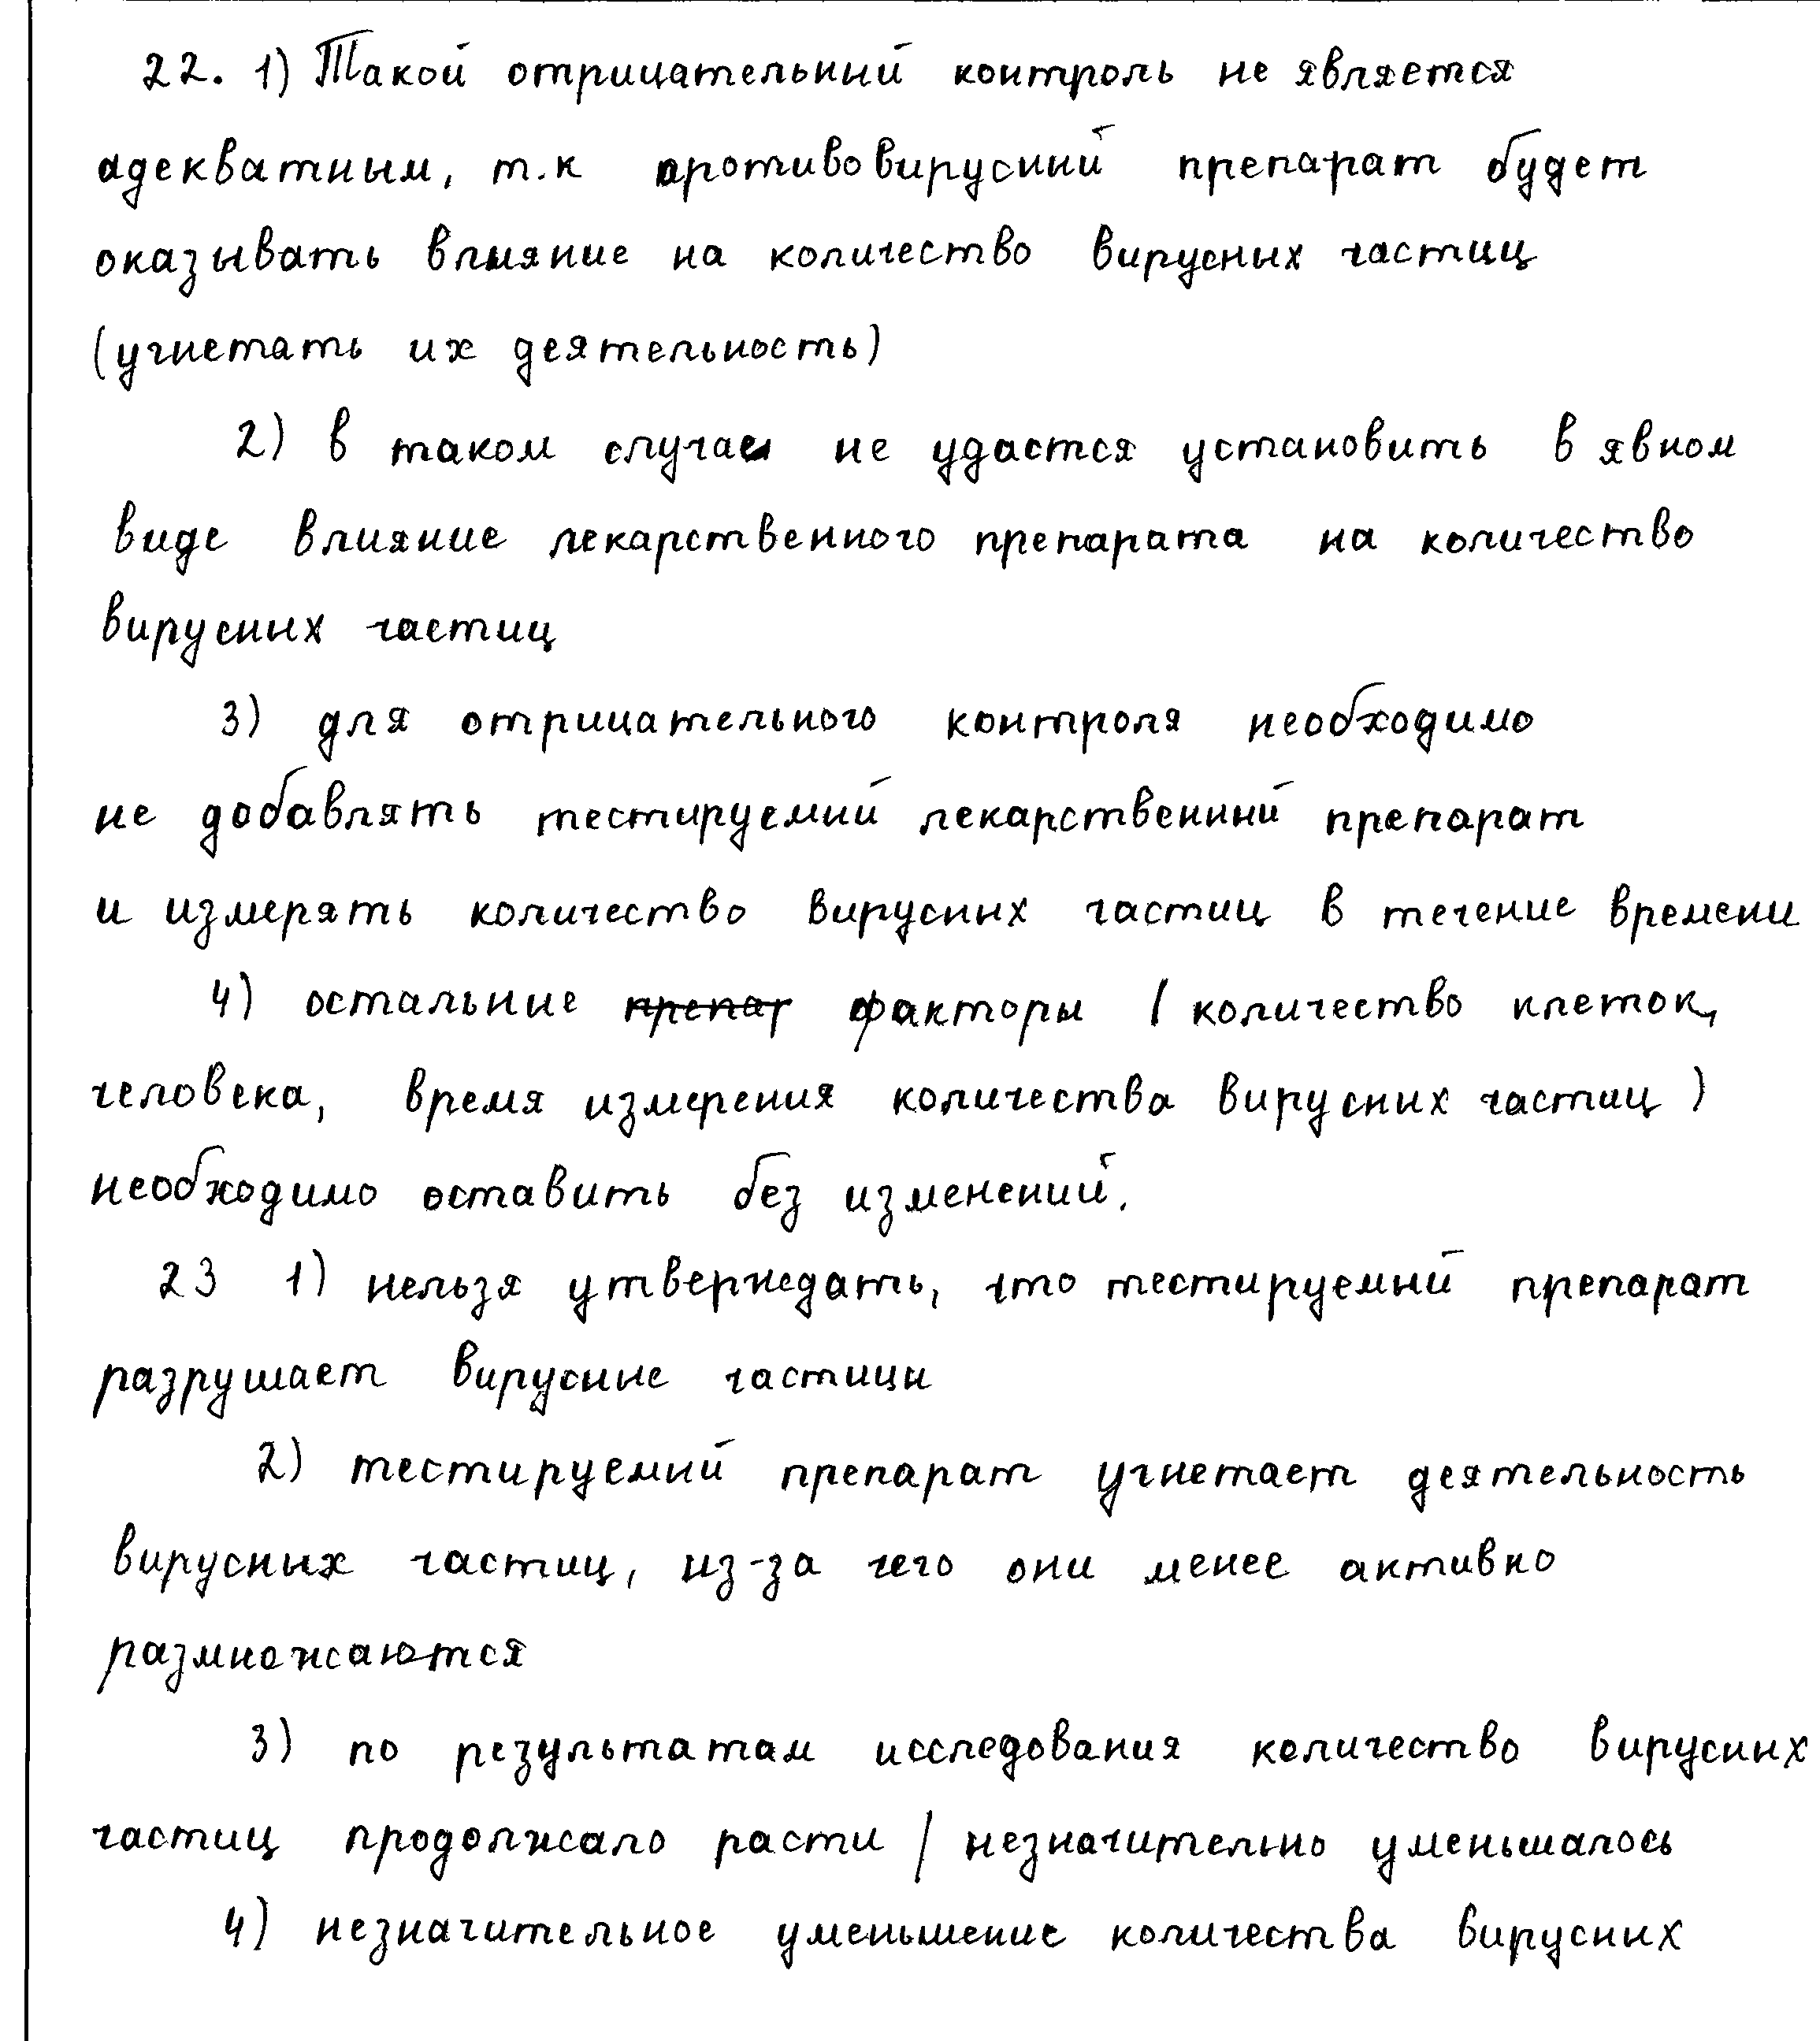 22. 1) Такой отрицательный контроль не является
адекватным, т.к противовирусный препарат будет
оказывать влияние на количество вирусных частиц
(угнетать их деятельность)
2) в таком случае не удастся установить в явном
виде влияние лекарственного препарата на количество
вирусных частиц
3) для отрицательного контроля необходимо
не добавлять тестируемый лекарственный препарат
и измерять количество вирусных частиц в течение времени
4) остальные препар факторы (количество клеток,
человека, время измерения количества вирусных частиц)
необходимо оставить без изменений.
23 1) нельзя утверждать, что тестируемый препарат
разрушает вирусные частицы
2) тестируемый препарат угнетает деятельность
вирусных частиц, из-за чего они менее активно
размножаются
3) по результатам исследования количество вирусных
частиц продолжало расти / незначительно уменьшалось
4) незначительное уменьшение количества вирусных